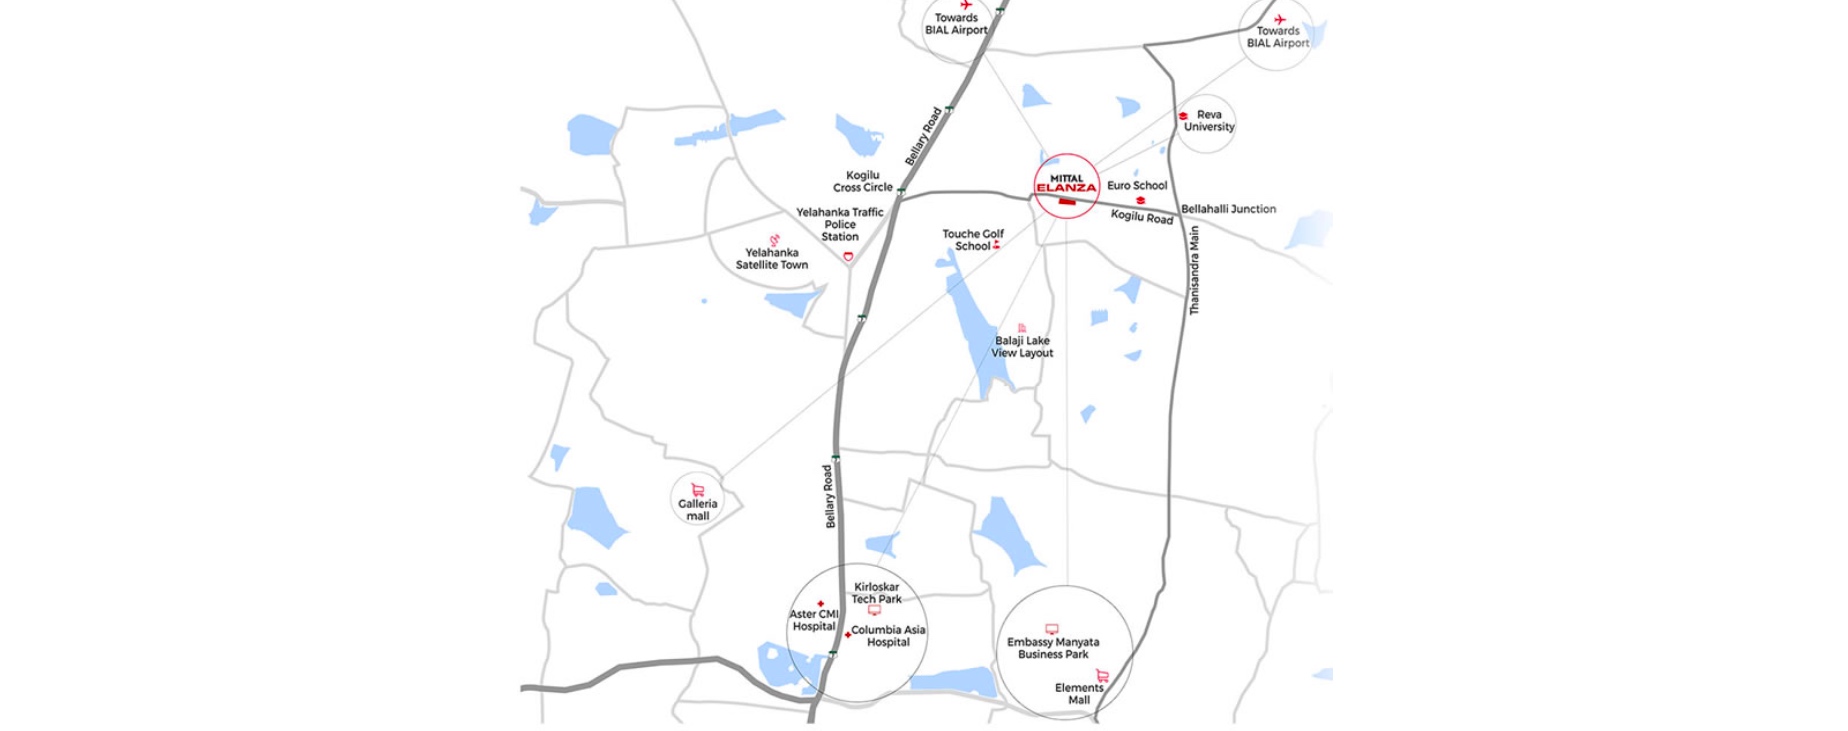 Towards
BIAL Airport
Towards
BIAL Airport
Reva
University
Bellary Road
Kogilu
Cross Circle
MITTAL
ELANZA
Euro School
Kogilu Road
Bellahalli Junction
Yelahanka Traffic
Police
Station
Touche Golf
School
Yelahanka
Satellite Town
Thanisandra Main
Balaji Lake
View Layout
Bellary Road
Galleria
mall
Kirloskar
Tech Park
Aster CMI
Hospital
Columbia Asia
Hospital
Embassy Manyata
Business Park
Elements
Mall